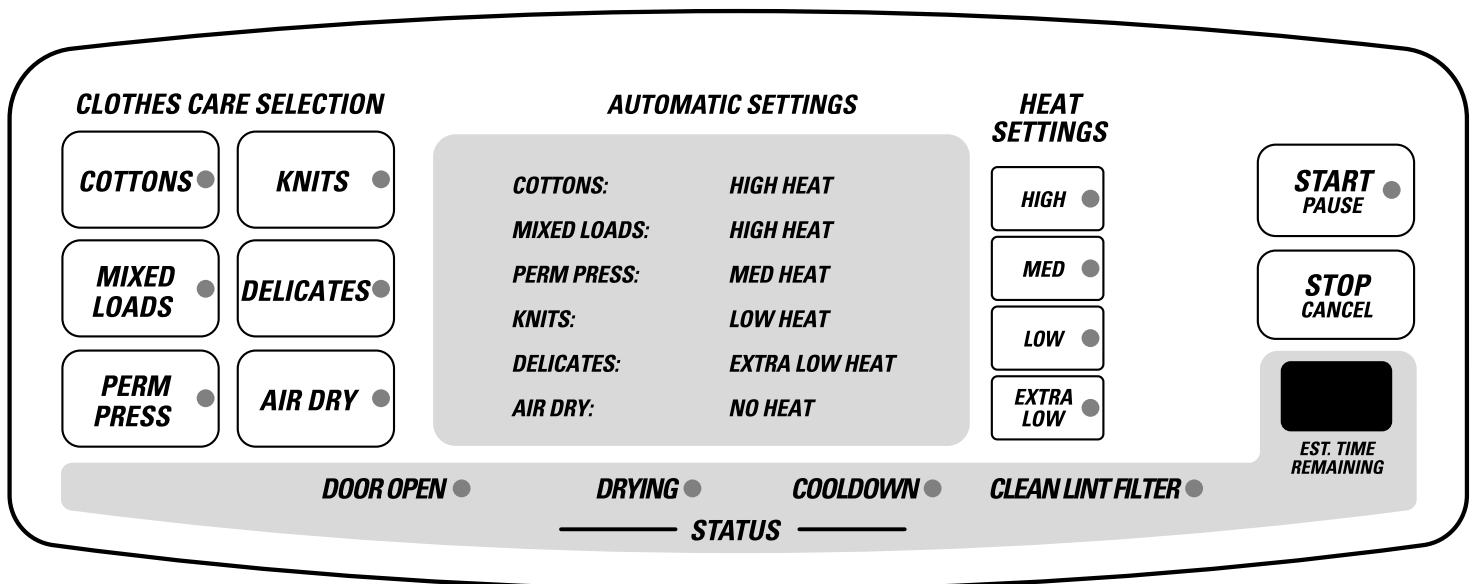 CLOTHES CARE SELECTION
COTTONS
KNITS
MIXED
LOADS
DELICATES
PERM
PRESS
AIR DRY
AUTOMATIC SETTINGS
COTTONS: HIGH HEAT
MIXED LOADS: HIGH HEAT
PERM PRESS: MED HEAT
KNITS: LOW HEAT
DELICATES: EXTRA LOW HEAT
AIR DRY: NO HEAT
HEAT
SETTINGS
HIGH
MED
LOW
EXTRA
LOW
START
PAUSE
STOP
CANCEL
EST. TIME
REMAINING
DOOR OPEN
DRYING
COOLDOWN
CLEAN LINT FILTER
STATUS